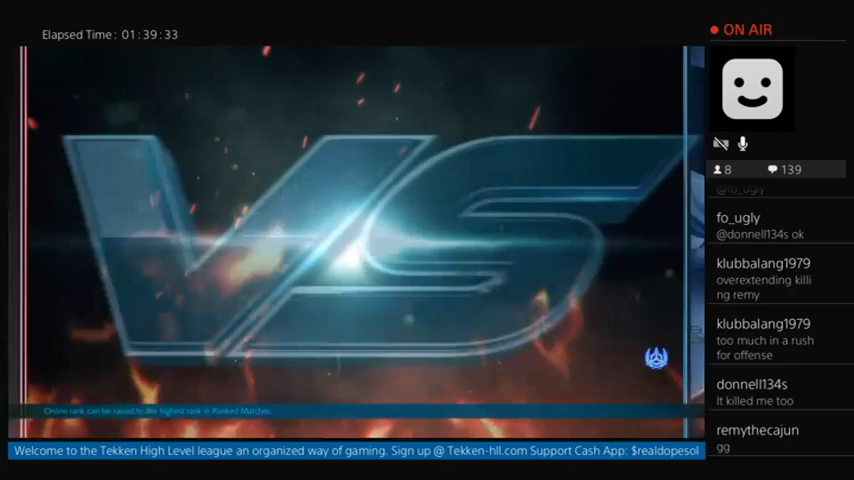 Elapsed Time: 01:39:33
ON AIR
VS
8 139
@fo_ugly
fo_ugly
@donnell134s ok
klubbalang1979
overextending killi
ng remy
klubbalang1979
too much in a rush
for offense
donnell134s
It killed me too
remythecajun
gg
Online rank can be raised to the highest rank in Ranked Matches.
Welcome to the Tekken High Level league an organized way of gaming. Sign up @ Tekken-hll.com Support Cash App: $realdopesol